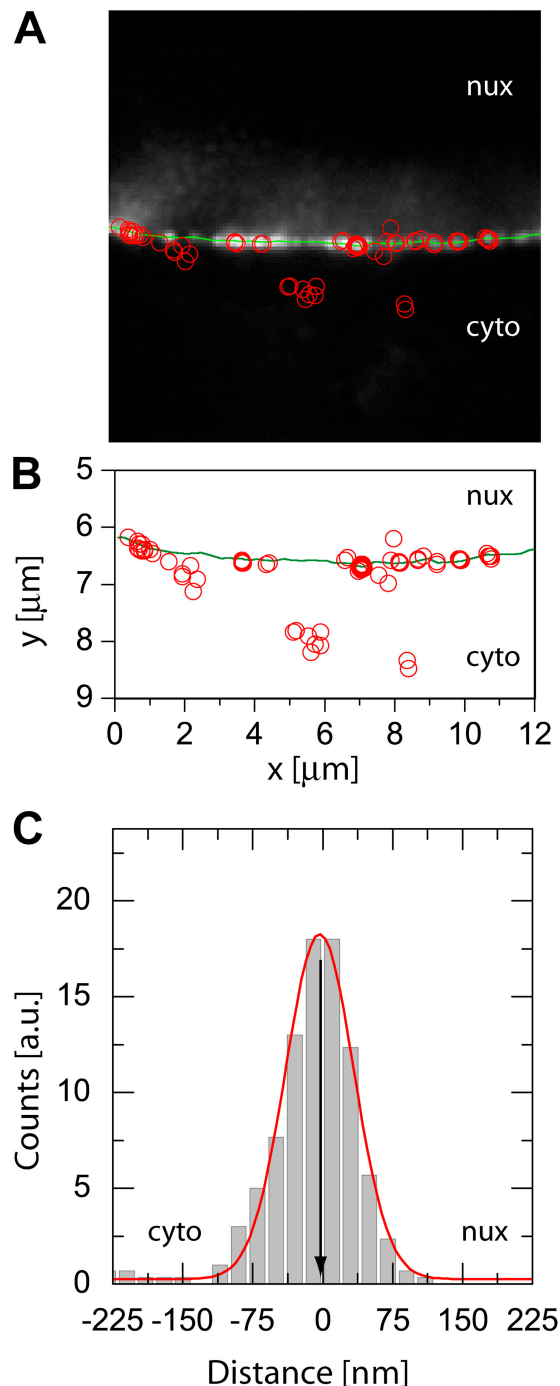 A
nux
cyto
B
nux
cyto
5
6
7
8
9
y [μm]
0 2 4 6 8 10 12
x [μm]
C
20
15
10
5
0
Counts [a.u.]
cyto
nux
-225 -150 -75 0 75 150 225
Distance [nm]